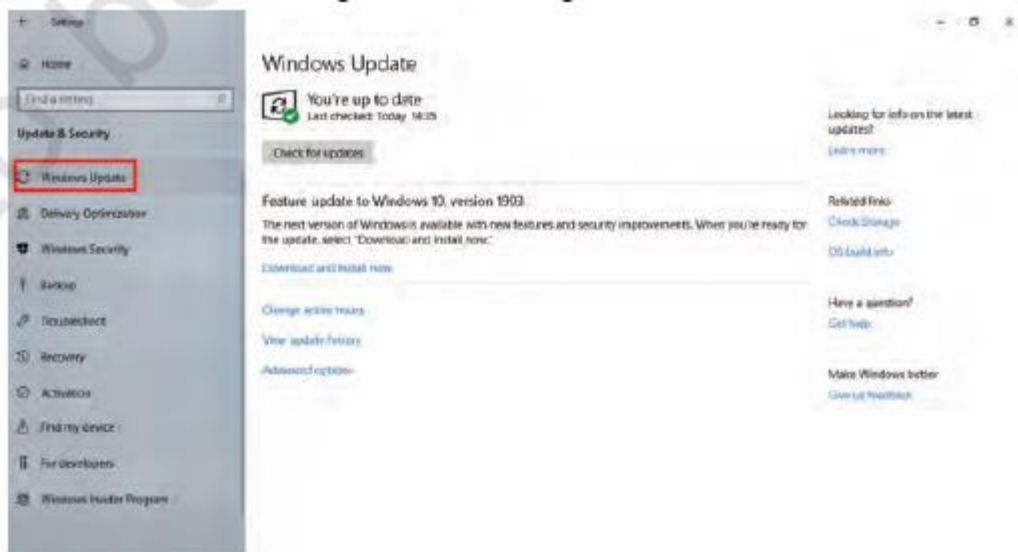 Settings
Home
Find a setting
Update & Security
Windows Update
Delivery Optimization
Windows Security
Backup
Troubleshoot
Recovery
Activation
Find my device
For developers
Windows Insider Program
Windows Update
You're up to date
Last checked: Today, 14:35
Check for updates
Feature update to Windows 10, version 1903
The next version of Windows is available with new features and security improvements. When you're ready for
the update, select "Download and install now."
Download and install now
Change active hours
View update history
Advanced options
Looking for info on the latest
updates?
Learn more
Related links
Check Storage
OS build info
Have a question?
Get help
Make Windows better
Give us feedback